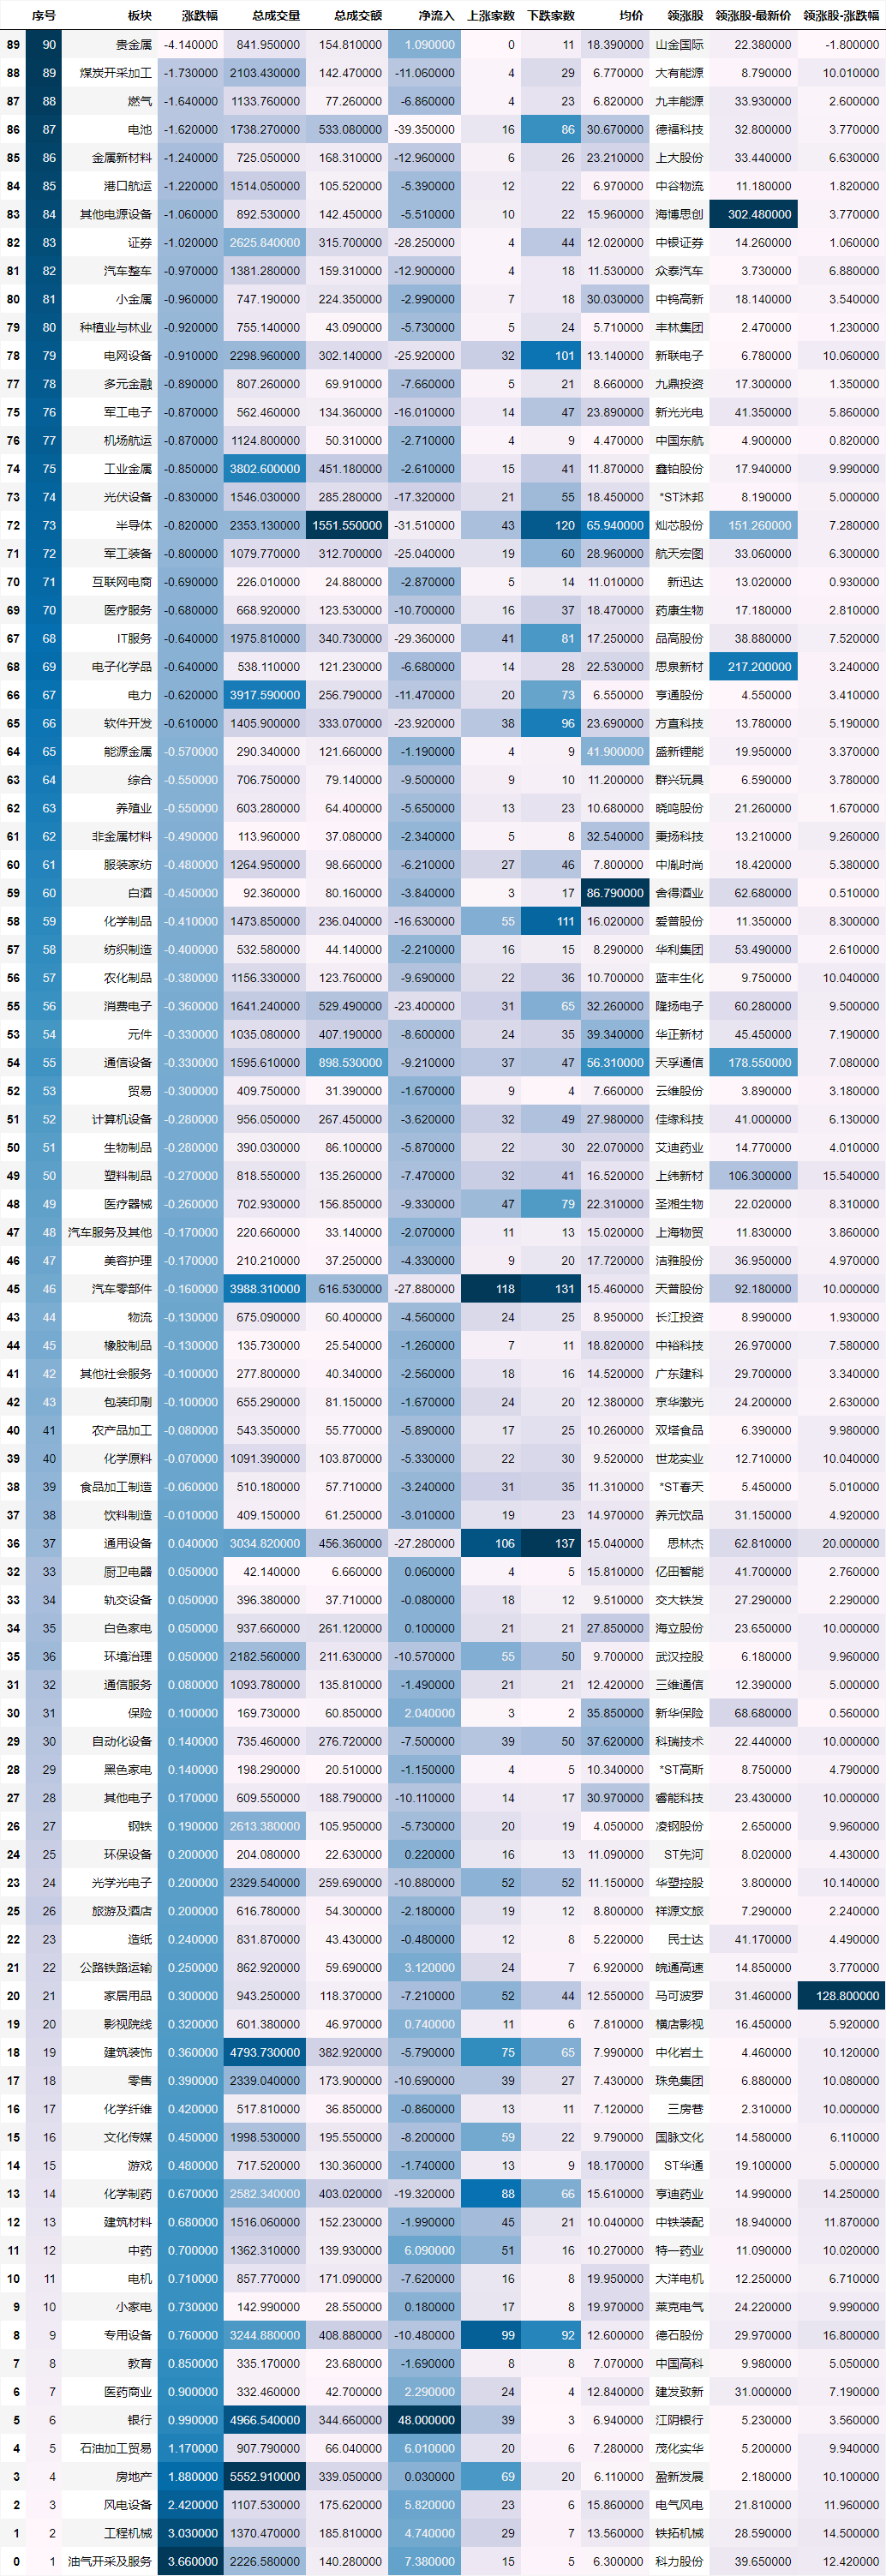 序号 板块 涨跌幅 总成交量 总成交额 净流入 上涨家数 下跌家数 均价 领涨股 领涨股-最新价 领涨股-涨跌幅
89 90 贵金属 -4.140000 841.950000 154.810000 1.090000 0 11 18.390000 山金国际 22.380000 -1.800000
88 89 煤炭开采加工 -1.730000 2103.430000 142.470000 -11.060000 4 29 6.770000 大有能源 8.790000 10.010000
87 88 燃气 -1.640000 1133.760000 77.260000 -6.860000 4 23 6.820000 九丰能源 33.930000 2.600000
86 87 电池 -1.620000 1738.270000 533.080000 -39.350000 16 86 30.670000 德福科技 32.800000 3.770000
85 86 金属新材料 -1.240000 725.050000 168.310000 -12.960000 6 26 23.210000 上大股份 33.440000 6.630000
84 85 港口航运 -1.220000 1514.050000 105.520000 -5.390000 12 22 6.970000 中谷物流 11.180000 1.820000
83 84 其他电源设备 -1.060000 892.530000 142.450000 -5.510000 10 22 15.960000 海博思创 302.480000 3.770000
82 83 证券 -1.020000 2625.840000 315.700000 -28.250000 4 44 12.020000 中银证券 14.260000 1.060000
81 82 汽车整车 -0.970000 1381.280000 159.310000 -12.900000 4 18 11.530000 众泰汽车 3.730000 6.880000
80 81 小金属 -0.960000 747.190000 224.350000 -2.990000 7 18 30.030000 中钨高新 18.140000 3.540000
79 80 种植业与林业 -0.920000 755.140000 43.090000 -5.730000 5 24 5.710000 丰林集团 2.470000 1.230000
78 79 电网设备 -0.910000 2298.960000 302.140000 -25.920000 32 101 13.140000 新联电子 6.780000 10.060000
77 78 多元金融 -0.890000 807.260000 69.910000 -7.660000 5 21 8.660000 九鼎投资 17.300000 1.350000
75 76 军工电子 -0.870000 562.460000 134.360000 -16.010000 14 47 23.890000 新光光电 41.350000 5.860000
76 77 机场航运 -0.870000 1124.800000 50.310000 -2.710000 4 9 4.470000 中国东航 4.900000 0.820000
74 75 工业金属 -0.850000 3802.600000 451.180000 -2.610000 15 41 11.870000 鑫铂股份 17.940000 9.990000
73 74 光伏设备 -0.830000 1546.030000 285.280000 -17.320000 21 55 18.450000 *ST沐邦 8.190000 5.000000
72 73 半导体 -0.820000 2353.130000 1551.550000 -31.510000 43 120 65.940000 灿芯股份 151.260000 7.280000
71 72 军工装备 -0.800000 1079.770000 312.700000 -25.040000 19 60 28.960000 航天宏图 33.060000 6.300000
70 71 互联网电商 -0.690000 226.010000 24.880000 -2.870000 5 14 11.010000 新迅达 13.020000 0.930000
69 70 医疗服务 -0.680000 668.920000 123.530000 -10.700000 16 37 18.470000 药康生物 17.180000 2.810000
67 68 IT服务 -0.640000 1975.810000 340.730000 -29.360000 41 81 17.250000 品高股份 38.880000 7.520000
68 69 电子化学品 -0.640000 538.110000 121.230000 -6.680000 14 28 22.530000 思泉新材 217.200000 3.240000
66 67 电力 -0.620000 3917.590000 256.790000 -11.470000 20 73 6.550000 亨通股份 4.550000 3.410000
65 66 软件开发 -0.610000 1405.900000 333.070000 -23.920000 38 96 23.690000 方直科技 13.780000 5.190000
64 65 能源金属 -0.570000 290.340000 121.660000 -1.190000 4 9 41.900000 盛新锂能 19.950000 3.370000
63 64 综合 -0.550000 706.750000 79.140000 -9.500000 9 10 11.200000 群兴玩具 6.590000 3.780000
62 63 养殖业 -0.550000 603.280000 64.400000 -5.650000 13 23 10.680000 晓鸣股份 21.260000 1.670000
61 62 非金属材料 -0.490000 113.960000 37.080000 -2.340000 5 8 32.540000 秉扬科技 13.210000 9.260000
60 61 服装家纺 -0.480000 1264.950000 98.660000 -6.210000 27 46 7.800000 中胤时尚 18.420000 5.380000
59 60 白酒 -0.450000 92.360000 80.160000 -3.840000 3 17 86.790000 舍得酒业 62.680000 0.510000
58 59 化学制品 -0.410000 1473.850000 236.040000 -16.630000 55 111 16.020000 爱普股份 11.350000 8.300000
57 58 纺织制造 -0.400000 532.580000 44.140000 -2.210000 16 15 8.290000 华利集团 53.490000 2.610000
56 57 农化制品 -0.380000 1156.330000 123.760000 -9.690000 22 36 10.700000 蓝丰生化 9.750000 10.040000
55 56 消费电子 -0.360000 1641.240000 529.490000 -23.400000 31 65 32.260000 隆扬电子 60.280000 9.500000
53 54 元件 -0.330000 1035.080000 407.190000 -8.600000 24 35 39.340000 华正新材 45.450000 7.190000
54 55 通信设备 -0.330000 1595.610000 898.530000 -9.210000 37 47 56.310000 天孚通信 178.550000 7.080000
52 53 贸易 -0.300000 409.750000 31.390000 -1.670000 9 4 7.660000 云维股份 3.890000 3.180000
51 52 计算机设备 -0.280000 956.050000 267.450000 -3.620000 32 49 27.980000 佳缘科技 41.000000 6.130000
50 51 生物制品 -0.280000 390.030000 86.100000 -5.870000 22 30 22.070000 艾迪药业 14.770000 4.010000
49 50 塑料制品 -0.270000 818.550000 135.260000 -7.470000 32 41 16.520000 上纬新材 106.300000 15.540000
48 49 医疗器械 -0.260000 702.930000 156.850000 -9.330000 47 79 22.310000 圣湘生物 22.020000 8.310000
47 48 汽车服务及其他 -0.170000 220.660000 33.140000 -2.070000 11 13 15.020000 上海物贸 11.830000 3.860000
46 47 美容护理 -0.170000 210.210000 37.250000 -4.330000 9 20 17.720000 洁雅股份 36.950000 4.970000
45 46 汽车零部件 -0.160000 3988.310000 616.530000 -27.880000 118 131 15.460000 天普股份 92.180000 10.000000
43 44 物流 -0.130000 675.090000 60.400000 -4.560000 24 25 8.950000 长江投资 8.990000 1.930000
44 45 橡胶制品 -0.130000 135.730000 25.540000 -1.260000 7 11 18.820000 中裕科技 26.970000 7.580000
41 42 其他社会服务 -0.100000 277.800000 40.340000 -2.560000 18 16 14.520000 广东建科 29.700000 3.340000
42 43 包装印刷 -0.100000 655.290000 81.150000 -1.670000 24 20 12.380000 京华激光 24.200000 2.630000
40 41 农产品加工 -0.080000 543.350000 55.770000 -5.890000 17 25 10.260000 双塔食品 6.390000 9.980000
39 40 化学原料 -0.070000 1091.390000 103.870000 -5.330000 22 30 9.520000 世龙实业 12.710000 10.040000
38 39 食品加工制造 -0.060000 510.180000 57.710000 -3.240000 31 35 11.310000 *ST春天 5.450000 5.010000
37 38 饮料制造 -0.010000 409.150000 61.250000 -3.010000 19 23 14.970000 养元饮品 31.150000 4.920000
36 37 通用设备 0.040000 3034.820000 456.360000 -27.280000 106 137 15.040000 思林杰 62.810000 20.000000
32 33 厨卫电器 0.050000 42.140000 6.660000 0.060000 4 5 15.810000 亿田智能 41.700000 2.760000
33 34 轨交设备 0.050000 396.380000 37.710000 -0.080000 18 12 9.510000 交大铁发 27.290000 2.290000
34 35 白色家电 0.050000 937.660000 261.120000 0.100000 21 21 27.850000 海立股份 23.650000 10.000000
35 36 环境治理 0.050000 2182.560000 211.630000 -10.570000 55 50 9.700000 武汉控股 6.180000 9.960000
31 32 通信服务 0.080000 1093.780000 135.810000 -1.490000 21 21 12.420000 三维通信 12.390000 5.000000
30 31 保险 0.100000 169.730000 60.850000 2.040000 3 2 35.850000 新华保险 68.680000 0.560000
29 30 自动化设备 0.140000 735.460000 276.720000 -7.500000 39 50 37.620000 科瑞技术 22.440000 10.000000
28 29 黑色家电 0.140000 198.290000 20.510000 -1.150000 4 5 10.340000 *ST高斯 8.750000 4.790000
27 28 其他电子 0.170000 609.550000 188.790000 -10.110000 14 17 30.970000 睿能科技 23.430000 10.000000
26 27 钢铁 0.190000 2613.380000 105.950000 -5.730000 20 19 4.050000 凌钢股份 2.650000 9.960000
24 25 环保设备 0.200000 204.080000 22.630000 0.220000 16 13 11.090000 ST先河 8.020000 4.430000
23 24 光学光电子 0.200000 2329.540000 259.690000 -10.880000 52 52 11.150000 华塑控股 3.800000 10.140000
25 26 旅游及酒店 0.200000 616.780000 54.300000 -2.180000 19 12 8.800000 祥源文旅 7.290000 2.240000
22 23 造纸 0.240000 831.870000 43.430000 -0.480000 12 8 5.220000 民士达 41.170000 4.490000
21 22 公路铁路运输 0.250000 862.920000 59.690000 3.120000 24 7 6.920000 皖通高速 14.850000 3.770000
20 21 家居用品 0.300000 943.250000 118.370000 -7.210000 52 44 12.550000 马可波罗 31.460000 128.800000
19 20 影视院线 0.320000 601.380000 46.970000 0.740000 11 6 7.810000 横店影视 16.450000 5.920000
18 19 建筑装饰 0.360000 4793.730000 382.920000 -5.790000 75 65 7.990000 中化岩土 4.460000 10.120000
17 18 零售 0.390000 2339.040000 173.900000 -10.690000 39 27 7.430000 珠免集团 6.880000 10.080000
16 17 化学纤维 0.420000 517.810000 36.850000 -0.860000 13 11 7.120000 三房巷 2.310000 10.000000
15 16 文化传媒 0.450000 1998.530000 195.550000 -8.200000 59 22 9.790000 国脉文化 14.580000 6.110000
14 15 游戏 0.480000 717.520000 130.360000 -1.740000 13 9 18.170000 ST华通 19.100000 5.000000
13 14 化学制药 0.670000 2582.340000 403.020000 -19.320000 88 66 15.610000 亨迪药业 14.990000 14.250000
12 13 建筑材料 0.680000 1516.060000 152.230000 -1.990000 45 21 10.040000 中铁装配 18.940000 11.870000
11 12 中药 0.700000 1362.310000 139.930000 6.090000 51 16 10.270000 特一药业 11.090000 10.020000
10 11 电机 0.710000 857.770000 171.090000 -7.620000 16 8 19.950000 大洋电机 12.250000 6.710000
9 10 小家电 0.730000 142.990000 28.550000 0.180000 17 8 19.970000 莱克电气 24.220000 9.990000
8 9 专用设备 0.760000 3244.880000 408.880000 -10.480000 99 92 12.600000 德石股份 29.970000 16.800000
7 8 教育 0.850000 335.170000 23.680000 -1.690000 8 8 7.070000 中国高科 9.980000 5.050000
6 7 医药商业 0.900000 332.460000 42.700000 2.290000 24 4 12.840000 建发致新 31.000000 7.190000
5 6 银行 0.990000 4966.540000 344.660000 48.000000 39 3 6.940000 江阴银行 5.230000 3.560000
4 5 石油加工贸易 1.170000 907.790000 66.040000 6.010000 20 6 7.280000 茂化实华 5.200000 9.940000
3 4 房地产 1.880000 5552.910000 339.050000 0.030000 69 20 6.110000 盈新发展 2.180000 10.100000
2 3 风电设备 2.420000 1107.530000 175.620000 5.820000 23 6 15.860000 电气风电 21.810000 11.960000
1 2 工程机械 3.030000 1370.470000 185.810000 4.740000 29 7 13.560000 铁拓机械 28.590000 14.500000
0 1 油气开采及服务 3.660000 2226.580000 140.280000 7.380000 15 5 6.300000 科力股份 39.650000 12.420000